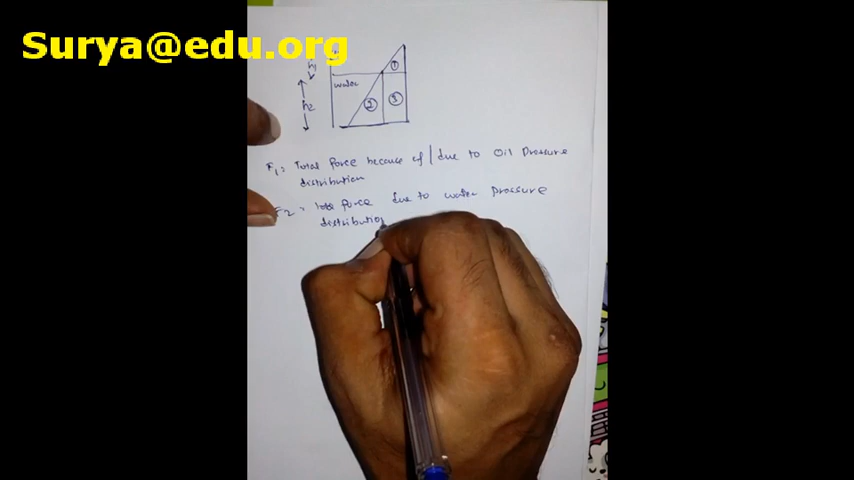 Surya@edu.org
h1
water
1
2
3
h2
F1 = Total force because of / due to Oil Pressure
distribution
F2 = force due to water pressure
distribution